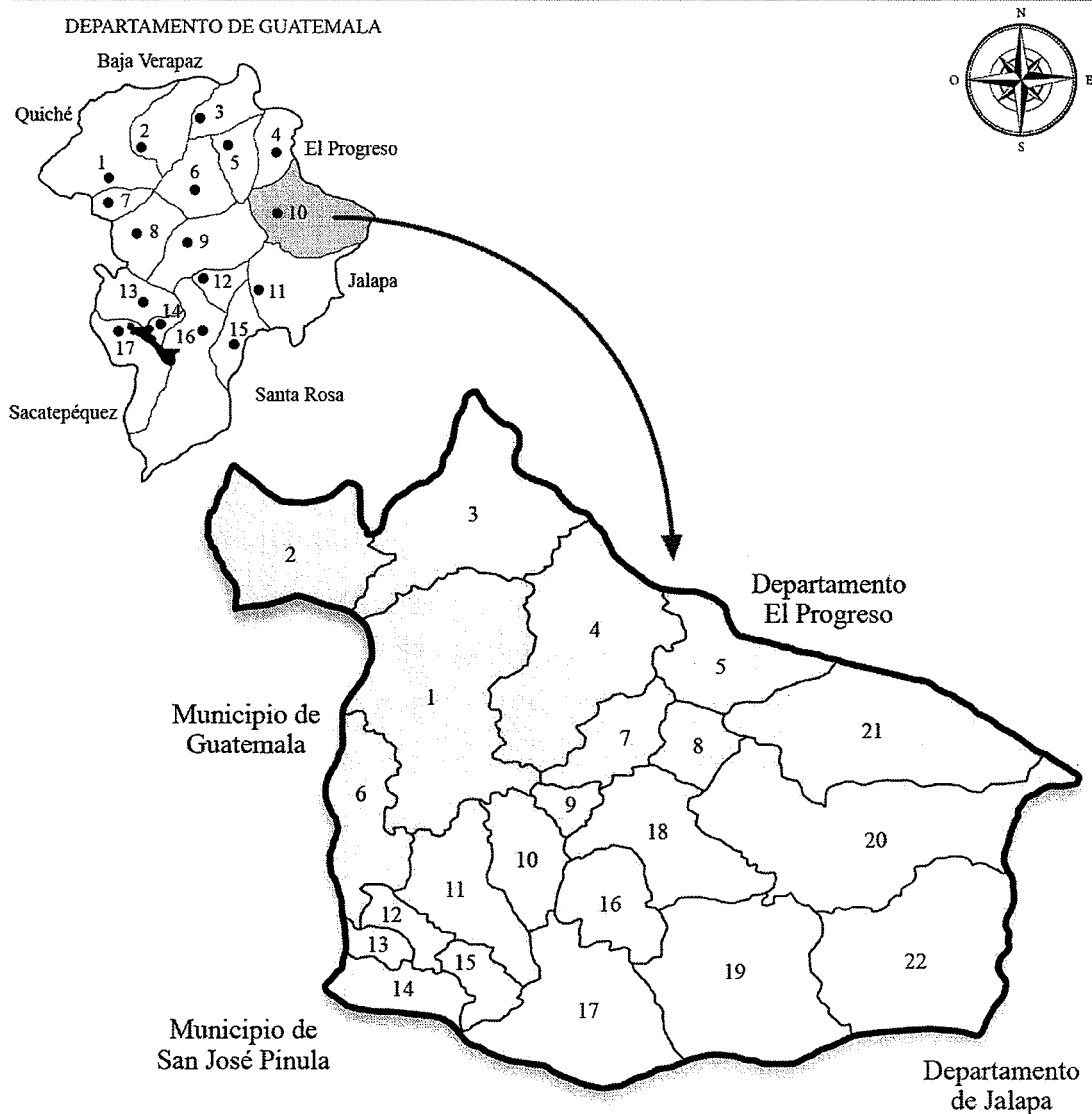 DEPARTAMENTO DE GUATEMALA
N
O
E
S
Baja Verapaz
Quiché
El Progreso
Jalapa
Santa Rosa
Sacatepéquez
1
2
3
4
5
6
7
8
9
10
11
12
13
14
15
16
17
Departamento
El Progreso
Municipio de
Guatemala
Municipio de
San José Pinula
Departamento
de Jalapa
1
2
3
4
5
6
7
8
9
10
11
12
13
14
15
16
17
18
19
20
21
22